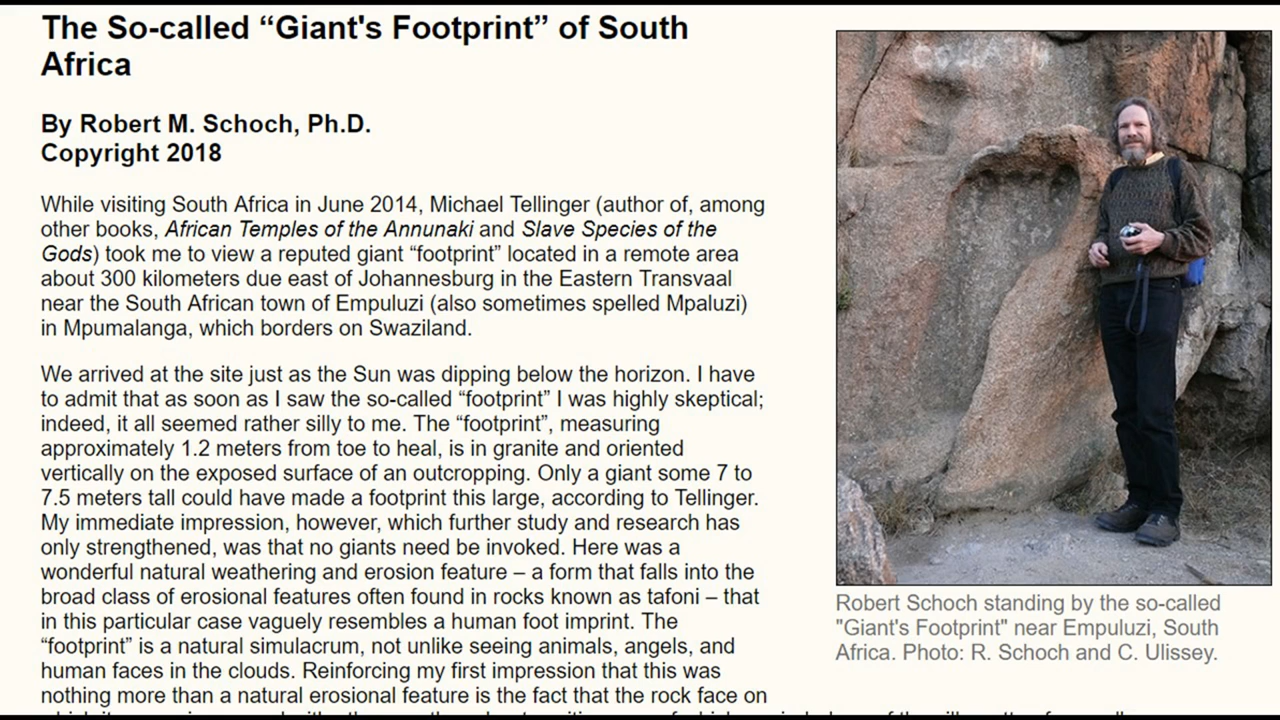 The So-called “Giant's Footprint” of South
Africa
By Robert M. Schoch, Ph.D.
Copyright 2018
While visiting South Africa in June 2014, Michael Tellinger (author of, among
other books, African Temples of the Annunaki and Slave Species of the
Gods) took me to view a reputed giant “footprint” located in a remote area
about 300 kilometers due east of Johannesburg in the Eastern Transvaal
near the South African town of Empuluzi (also sometimes spelled Mpaluzi)
in Mpumalanga, which borders on Swaziland.
We arrived at the site just as the Sun was dipping below the horizon. I have
to admit that as soon as I saw the so-called “footprint” I was highly skeptical;
indeed, it all seemed rather silly to me. The “footprint”, measuring
approximately 1.2 meters from toe to heal, is in granite and oriented
vertically on the exposed surface of an outcropping. Only a giant some 7 to
7.5 meters tall could have made a footprint this large, according to Tellinger.
My immediate impression, however, which further study and research has
only strengthened, was that no giants need be invoked. Here was a
wonderful natural weathering and erosion feature – a form that falls into the
broad class of erosional features often found in rocks known as tafoni – that
in this particular case vaguely resembles a human foot imprint. The
“footprint” is a natural simulacrum, not unlike seeing animals, angels, and
human faces in the clouds. Reinforcing my first impression that this was
nothing more than a natural erosional feature is the fact that the rock face on
Robert Schoch standing by the so-called
"Giant's Footprint" near Empuluzi, South
Africa. Photo: R. Schoch and C. Ulissey.